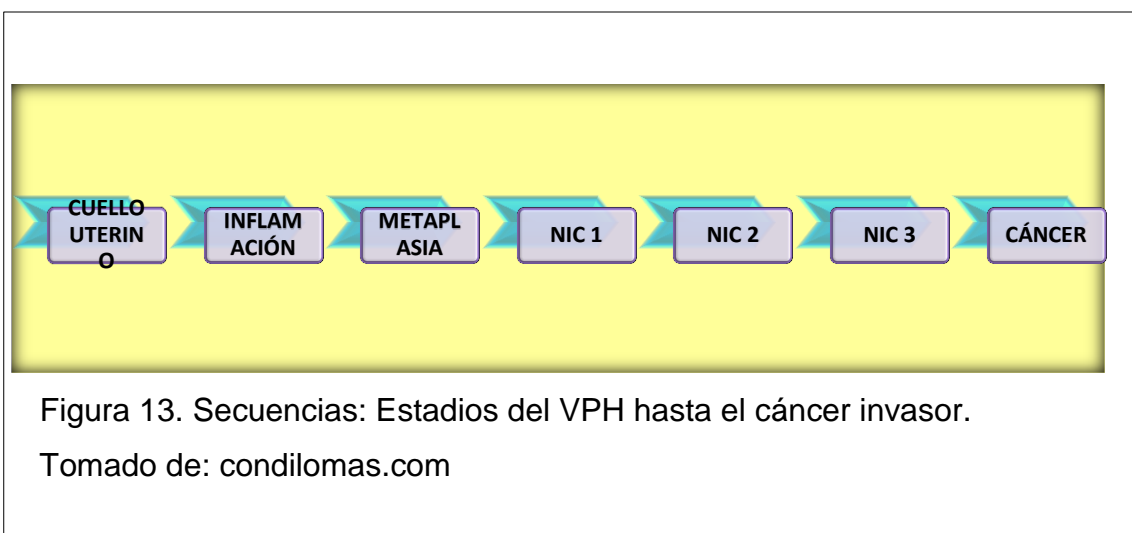 CUELLO
UTERIN
O
INFLAM
ACIÓN
METAPL
ASIA
NIC 1
NIC 2
NIC 3
CÁNCER
Figura 13. Secuencias: Estadios del VPH hasta el cáncer invasor.
Tomado de: condilomas.com